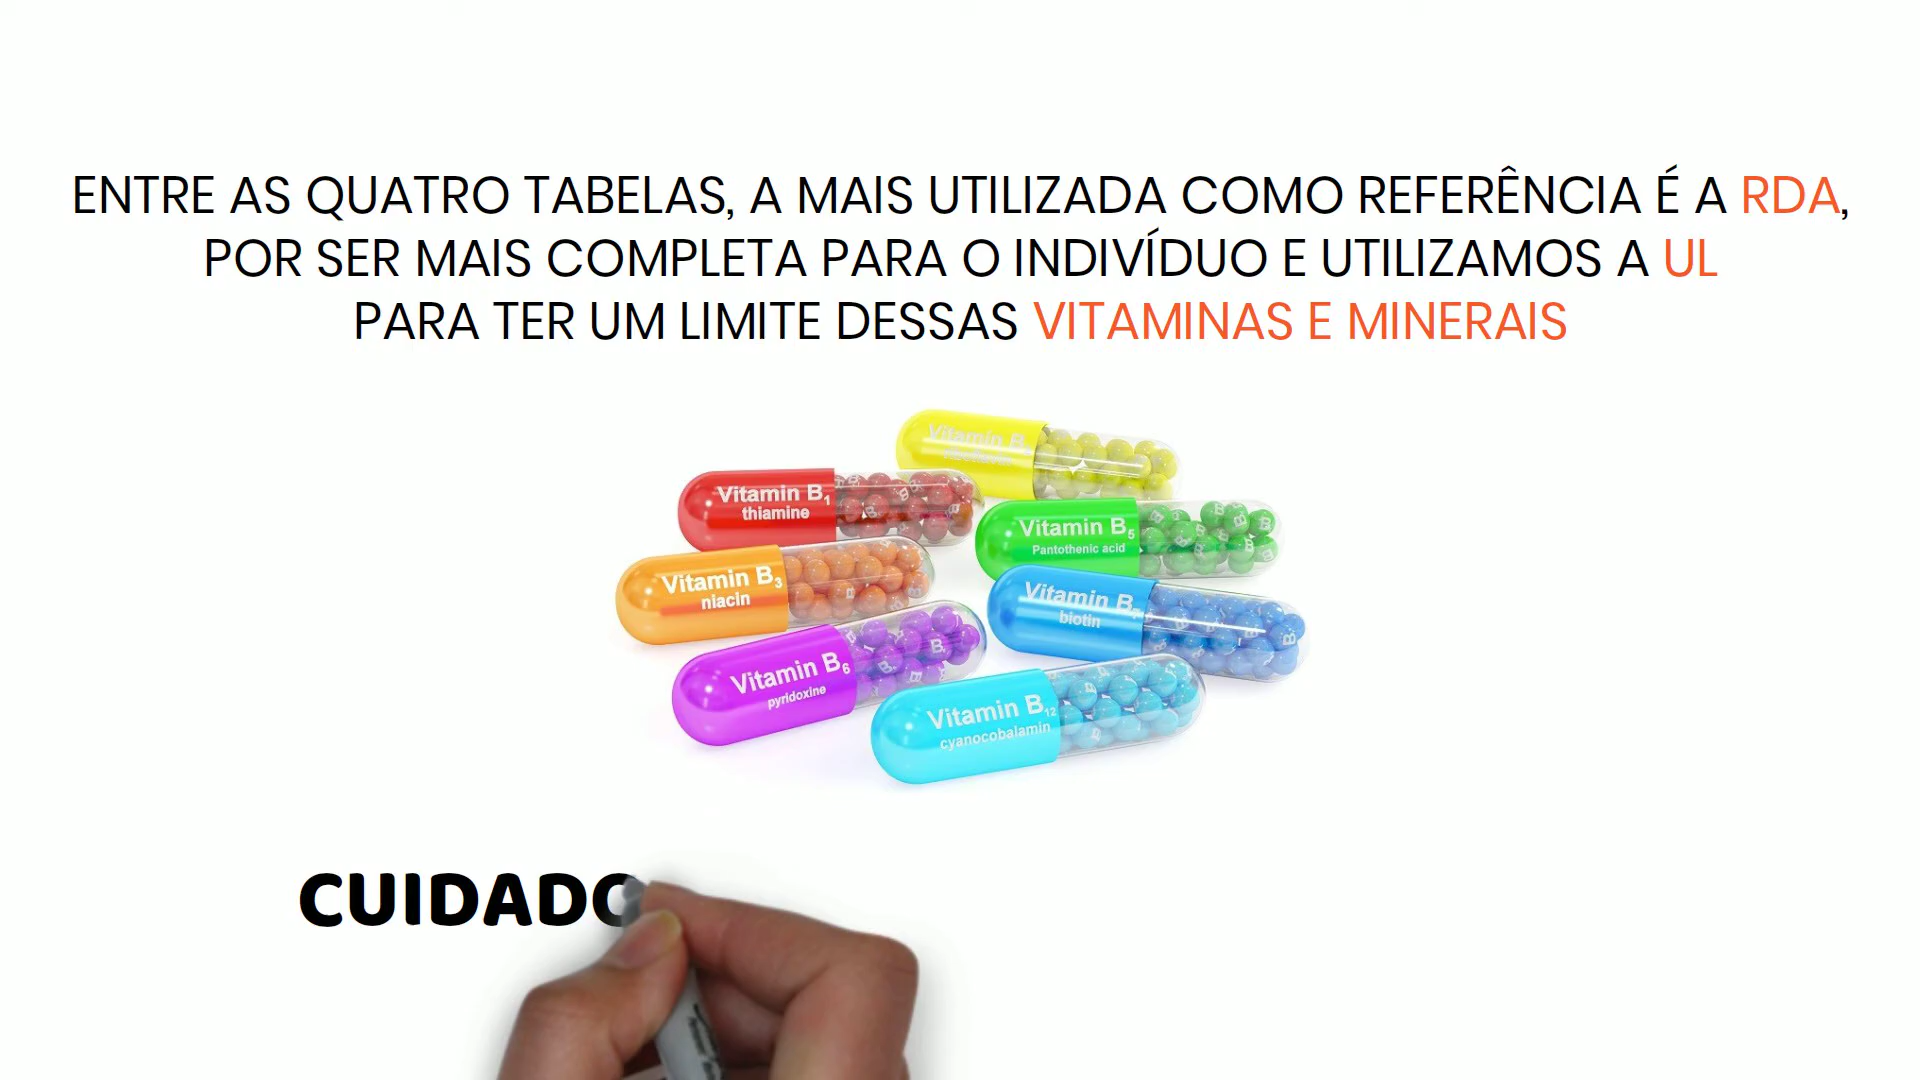 ENTRE AS QUATRO TABELAS, A MAIS UTILIZADA COMO REFERÊNCIA É A RDA,
POR SER MAIS COMPLETA PARA O INDIVÍDUO E UTILIZAMOS A UL
PARA TER UM LIMITE DESSAS VITAMINAS E MINERAIS
Vitamin B
Vitamin B1
thiamine
Vitamin B5
Pantothenic acid
Vitamin B3
niacin
Vitamin B7
biotin
Vitamin B6
pyridoxine
Vitamin B12
cyanocobalamin
CUIDADO